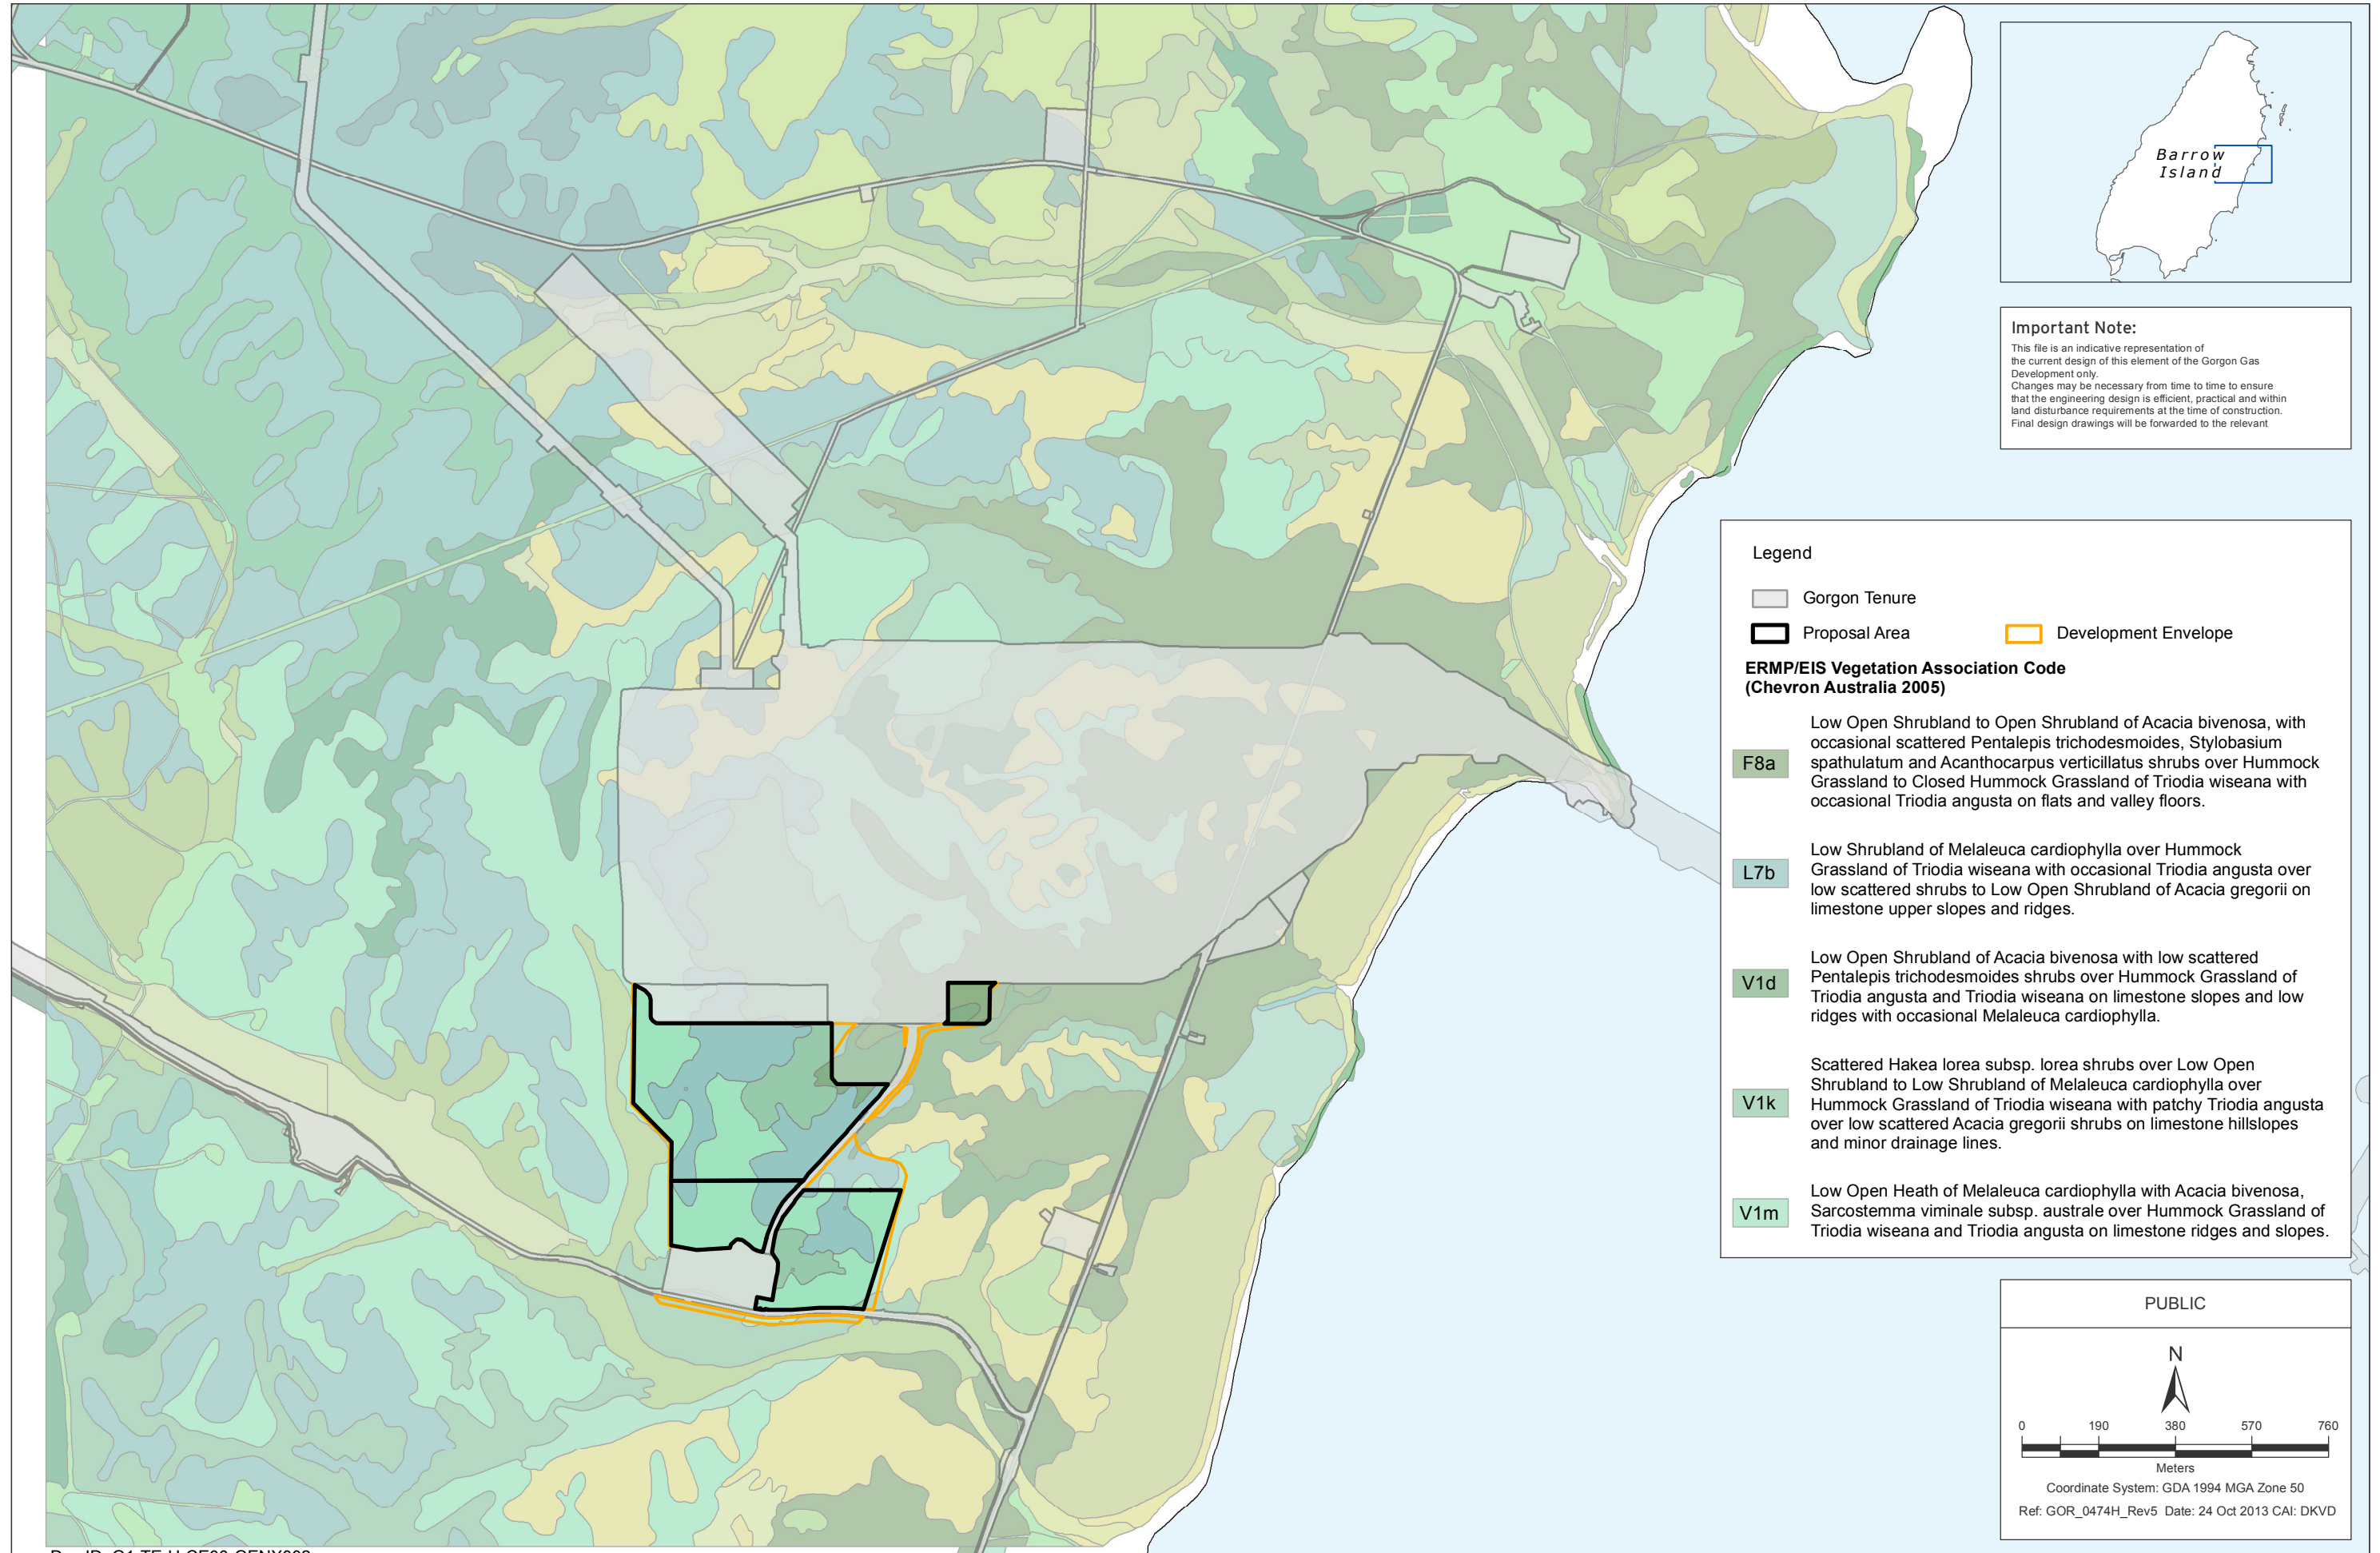 Barrow
Island
Important Note:
This file is an indicative representation of
the current design of this element of the Gorgon Gas
Development only.
Changes may be necessary from time to time to ensure
that the engineering design is efficient, practical and within
land disturbance requirements at the time of construction.
Final design drawings will be forwarded to the relevant
Legend
Gorgon Tenure
Proposal Area
Development Envelope
ERMP/EIS Vegetation Association Code
(Chevron Australia 2005)
F8a
Low Open Shrubland to Open Shrubland of Acacia bivenosa, with
occasional scattered Pentalepis trichodesmoides, Stylobasium
spathulatum and Acanthocarpus verticillatus shrubs over Hummock
Grassland to Closed Hummock Grassland of Triodia wiseana with
occasional Triodia angusta on flats and valley floors.
L7b
Low Shrubland of Melaleuca cardiophylla over Hummock
Grassland of Triodia wiseana with occasional Triodia angusta over
low scattered shrubs to Low Open Shrubland of Acacia gregorii on
limestone upper slopes and ridges.
V1d
Low Open Shrubland of Acacia bivenosa with low scattered
Pentalepis trichodesmoides shrubs over Hummock Grassland of
Triodia angusta and Triodia wiseana on limestone slopes and low
ridges with occasional Melaleuca cardiophylla.
V1k
Scattered Hakea lorea subsp. lorea shrubs over Low Open
Shrubland to Low Shrubland of Melaleuca cardiophylla over
Hummock Grassland of Triodia wiseana with patchy Triodia angusta
over low scattered Acacia gregorii shrubs on limestone hillslopes
and minor drainage lines.
V1m
Low Open Heath of Melaleuca cardiophylla with Acacia bivenosa,
Sarcostemma viminale subsp. australe over Hummock Grassland of
Triodia wiseana and Triodia angusta on limestone ridges and slopes.
PUBLIC
N
0 190 380 570 760
Meters
Coordinate System: GDA 1994 MGA Zone 50
Ref: GOR_0474H_Rev5 Date: 24 Oct 2013 CAI: DKVD